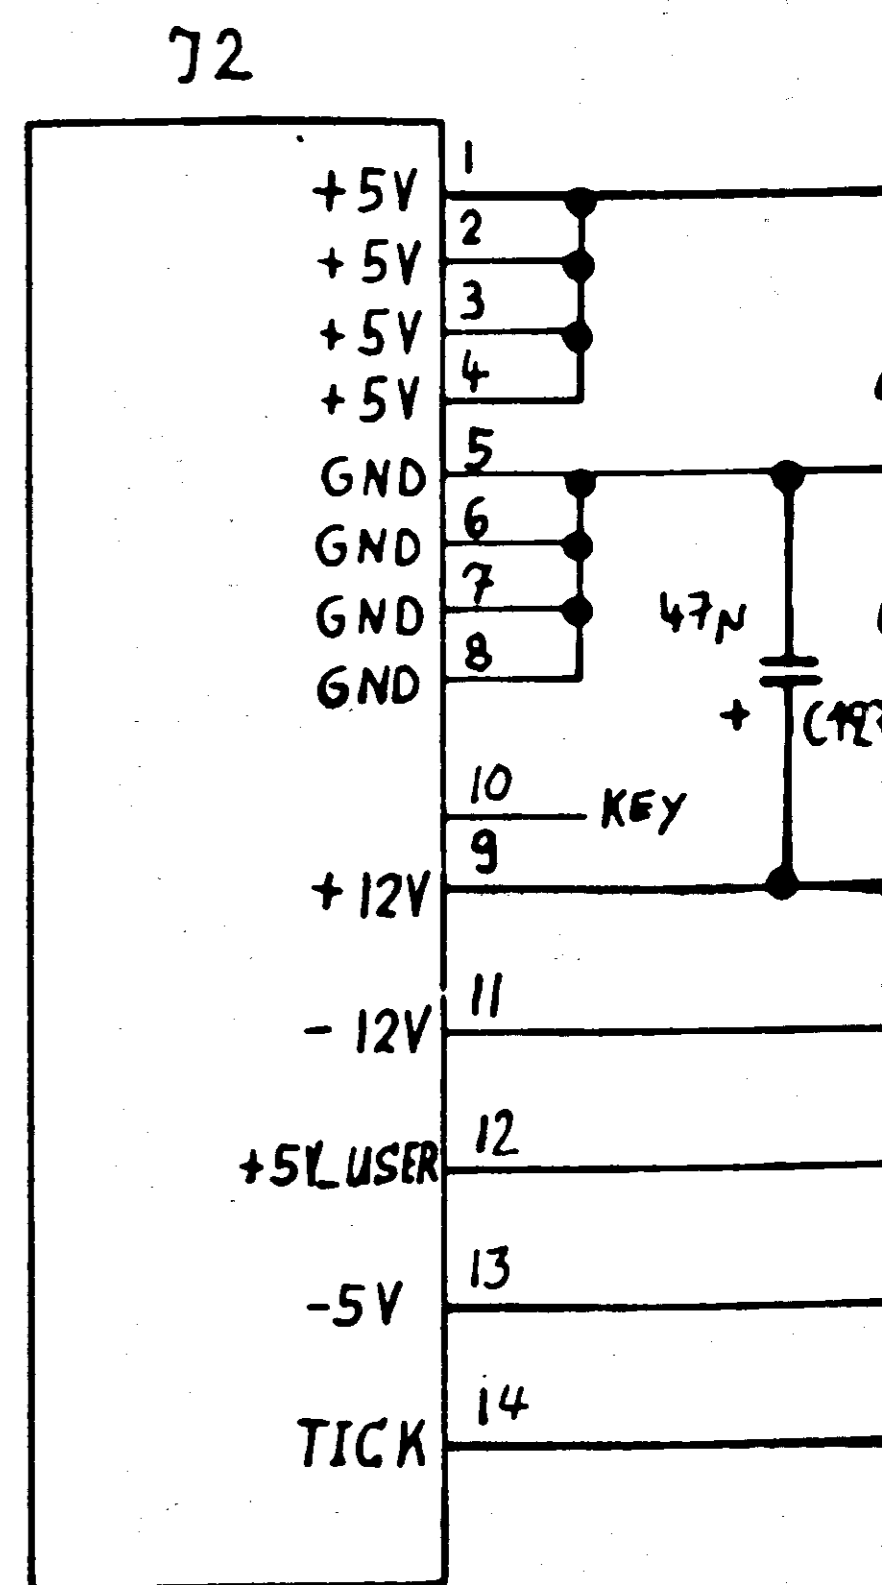 J2
1
+5V
2
+5V
3
+5V
4
+5V
5
GND
6
GND
7
GND
8
GND
47µ
+
10
KEY
9
+12V
11
-12V
12
+5V_USER
13
-5V
14
TICK